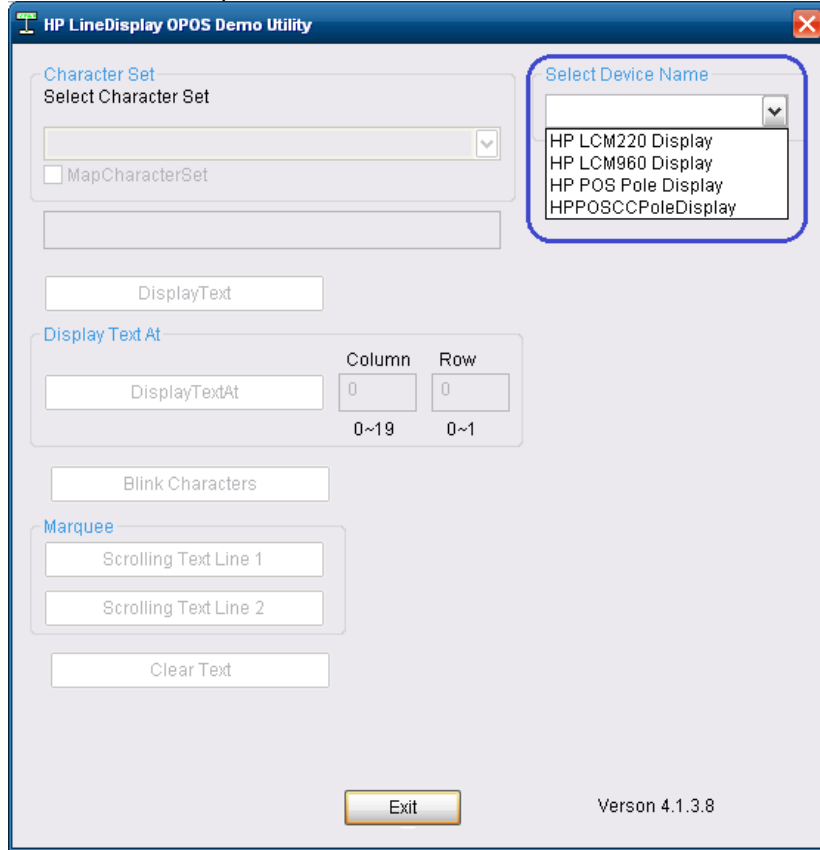 HP LineDisplay OPOS Demo Utility
Character Set
Select Character Set
MapCharacterSet
Select Device Name
HP LCM220 Display
HP LCM960 Display
HP POS Pole Display
HPPOSCCPoleDisplay
DisplayText
Display Text At
Column Row
DisplayTextAt 0 0
0~19 0~1
Blink Characters
Marquee
Scrolling Text Line 1
Scrolling Text Line 2
Clear Text
Exit Verson 4.1.3.8